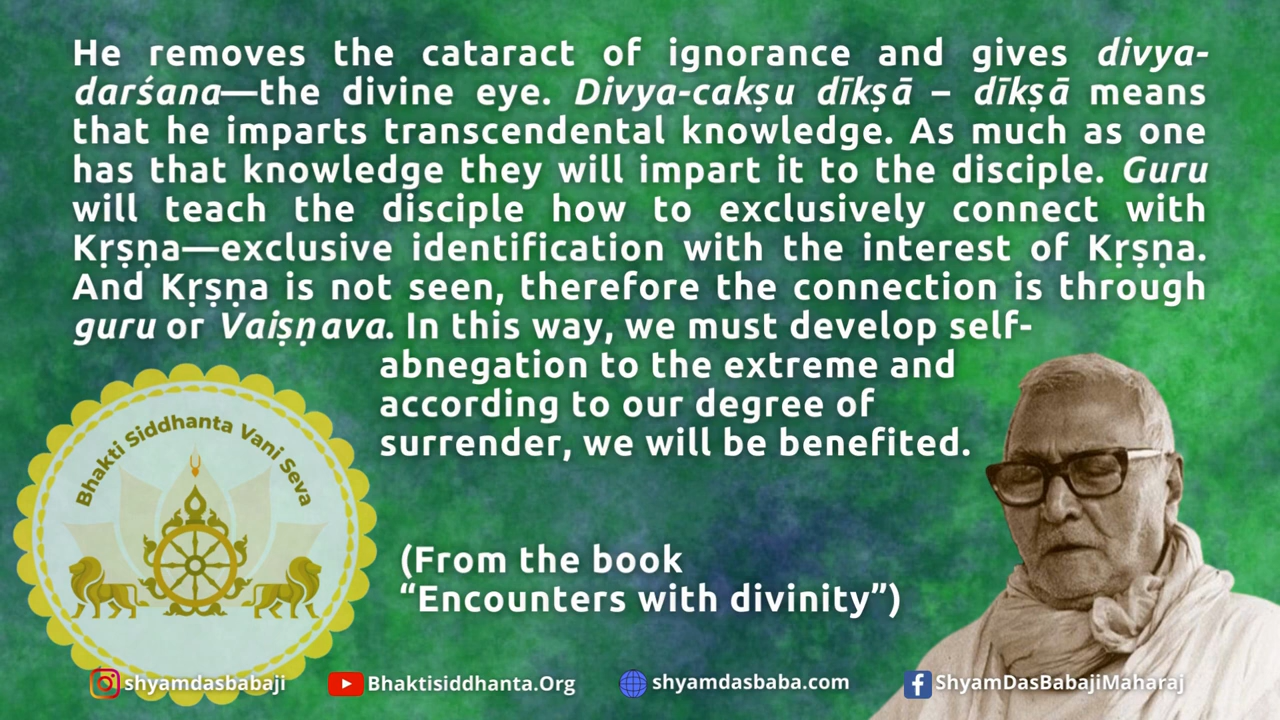 He removes the cataract of ignorance and gives divya-
darśana—the divine eye. Divya-cakṣu dīkṣā – dīkṣā means
that he imparts transcendental knowledge. As much as one
has that knowledge they will impart it to the disciple. Guru
will teach the disciple how to exclusively connect with
Kṛṣṇa—exclusive identification with the interest of Kṛṣṇa.
And Kṛṣṇa is not seen, therefore the connection is through
guru or Vaiṣṇava. In this way, we must develop self-
abnegation to the extreme and
according to our degree of
surrender, we will be benefited.
Bhakti Siddhanta Vani Seva
(From the book
“Encounters with divinity”)
shyamdasbabaji
Bhaktisiddhanta.Org
shyamdasbaba.com
ShyamDasBabajiMaharaj